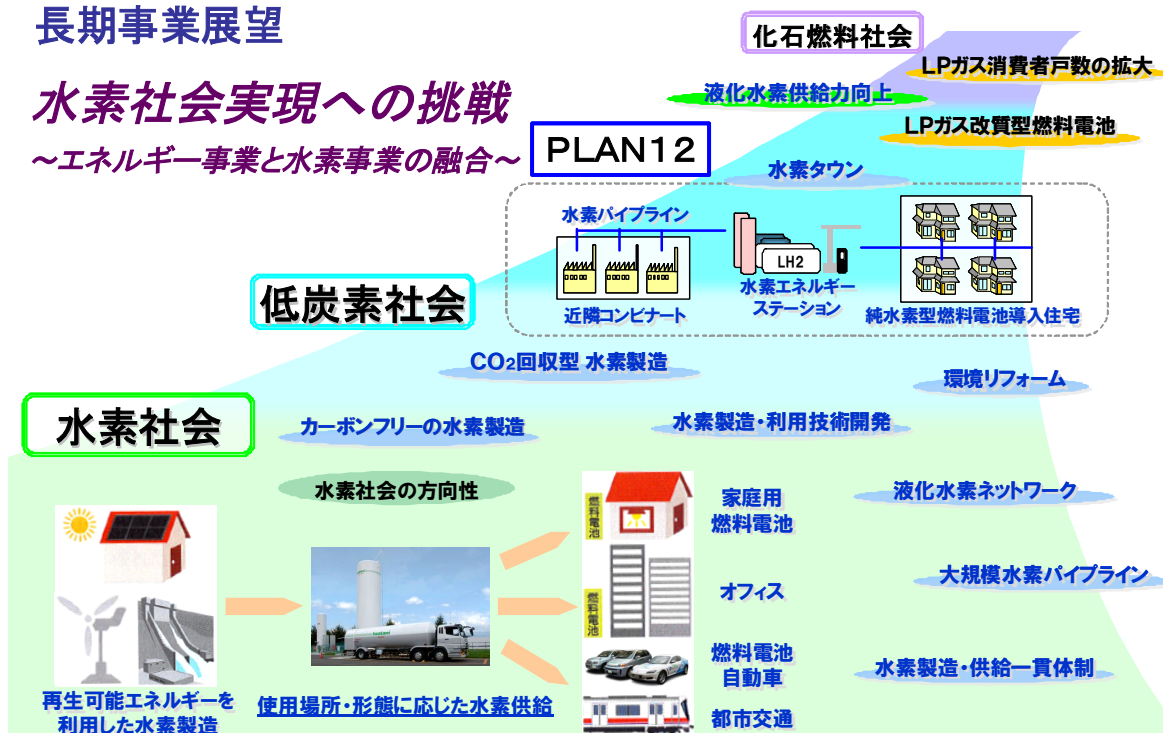 長期事業展望
水素社会実現への挑戦
～エネルギー事業と水素事業の融合～
化石燃料社会
LPガス消費者戸数の拡大
液化水素供給力向上
LPガス改質型燃料電池
PLAN12
水素タウン
水素パイプライン
LH2
水素エネルギー
ステーション
近隣コンビナート
純水素型燃料電池導入住宅
低炭素社会
CO2回収型 水素製造
環境リフォーム
水素社会
カーボンフリーの水素製造
水素製造・利用技術開発
水素社会の方向性
液化水素ネットワーク
燃料電池
家庭用
燃料電池
大規模水素パイプライン
燃料電池
オフィス
燃料電池
自動車
水素製造・供給一貫体制
都市交通
再生可能エネルギーを
利用した水素製造
使用場所・形態に応じた水素供給